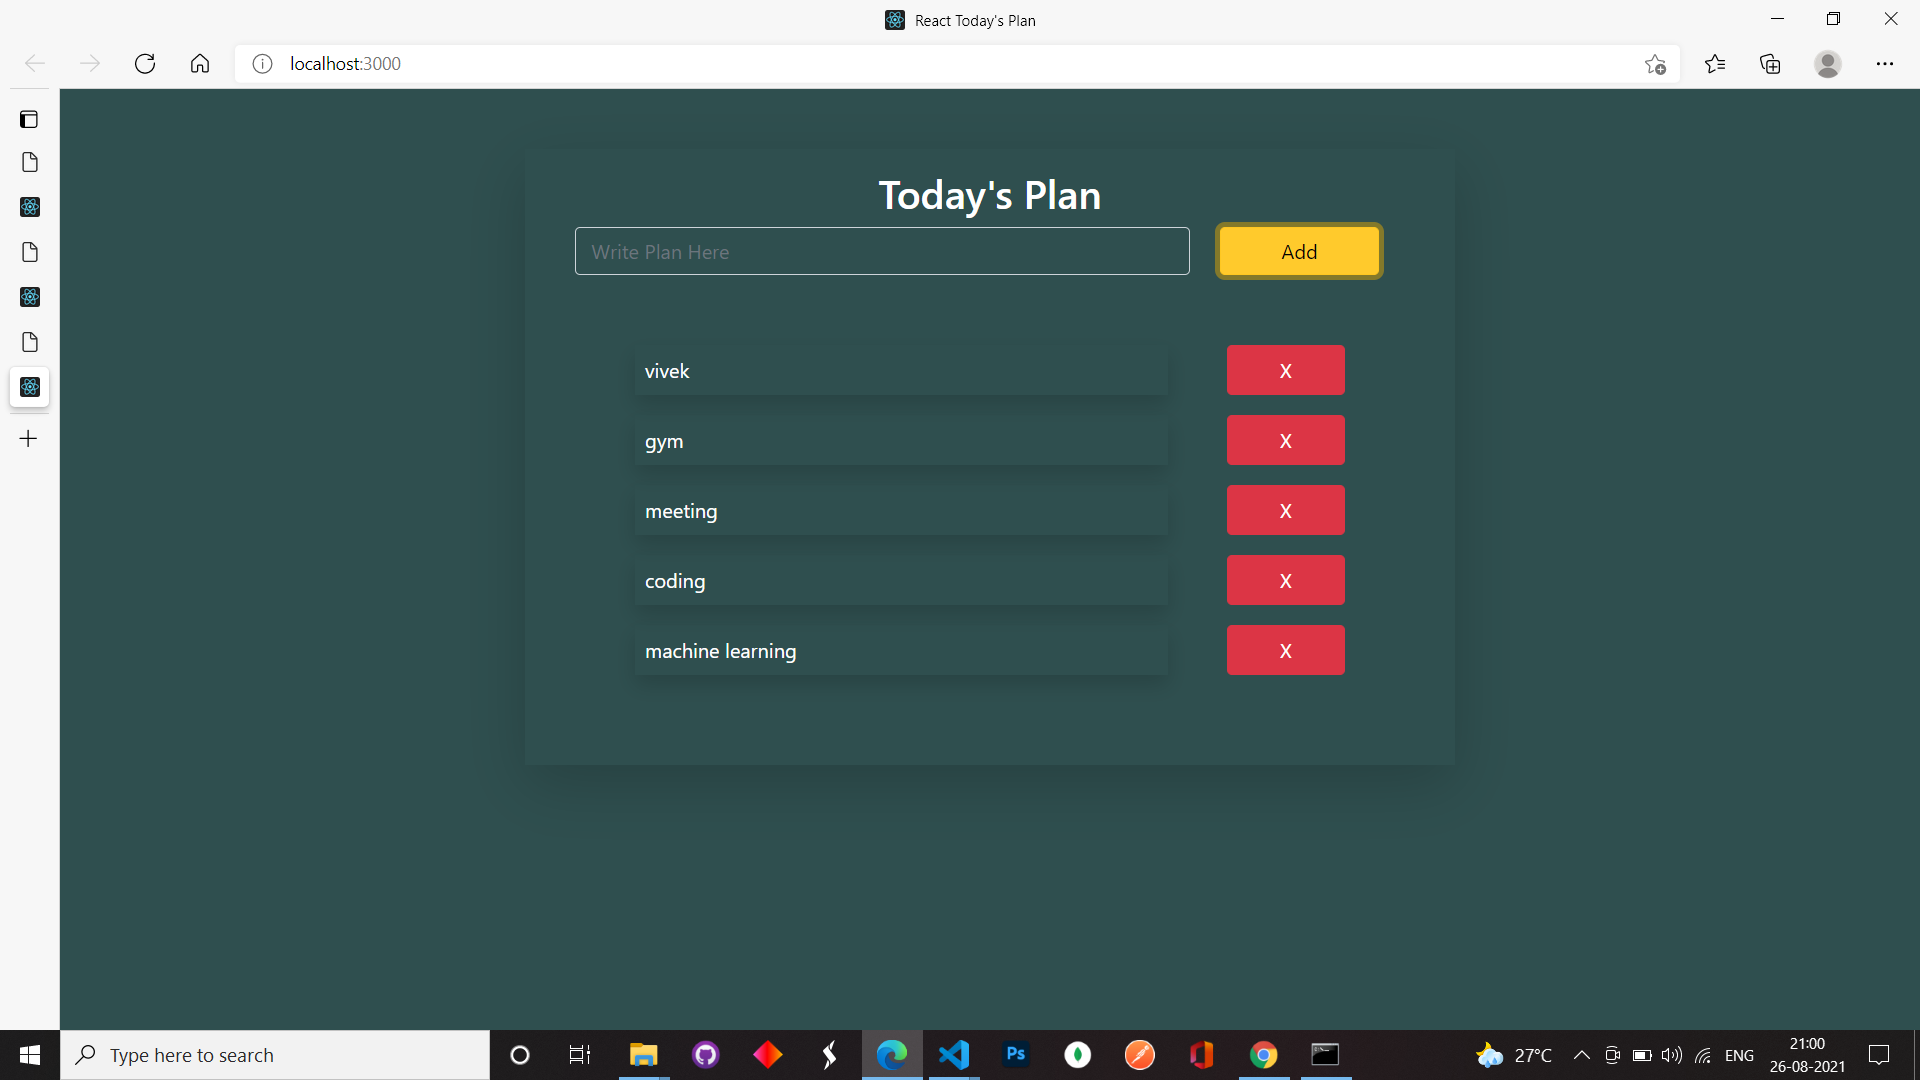 React Today's Plan
localhost:3000
Today's Plan
Write Plan Here
Add
vivek
X
gym
X
meeting
X
coding
X
machine learning
X
Type here to search
Ps
27°C
ENG
21:00
26-08-2021